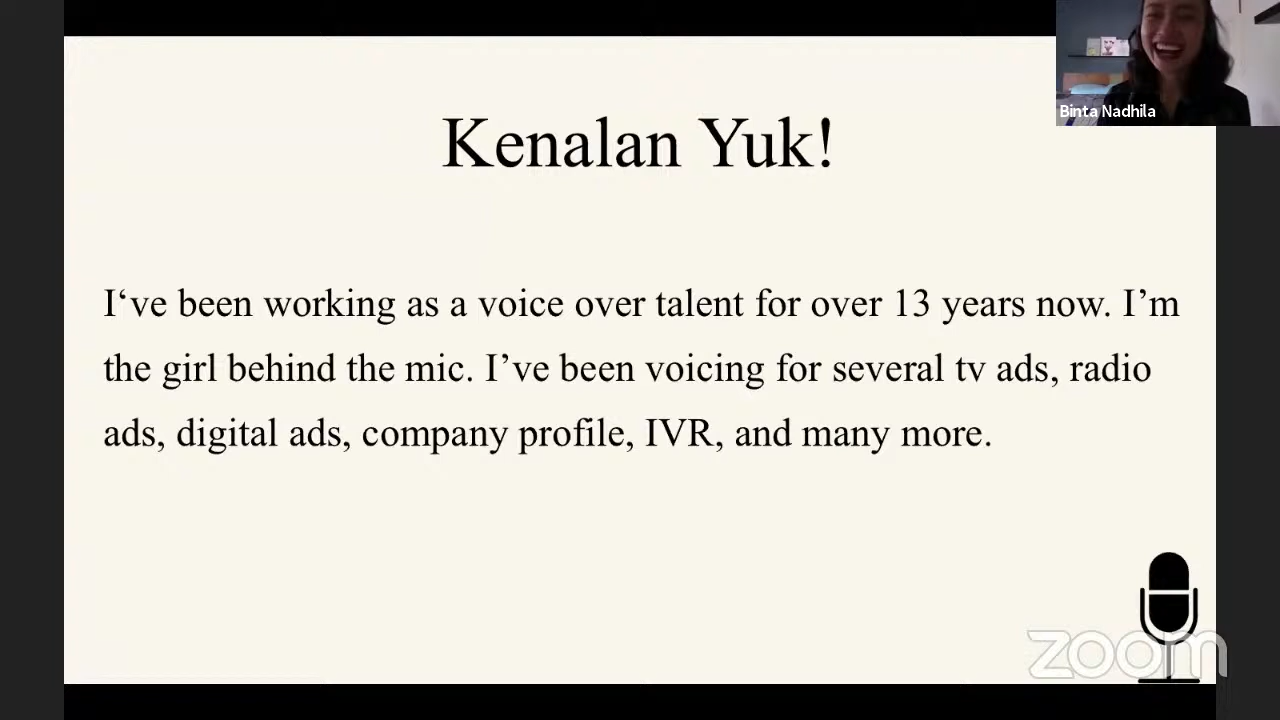 Binta Nadhila
Kenalan Yuk!
I‘ve been working as a voice over talent for over 13 years now. I’m
the girl behind the mic. I’ve been voicing for several tv ads, radio
ads, digital ads, company profile, IVR, and many more.
zoom